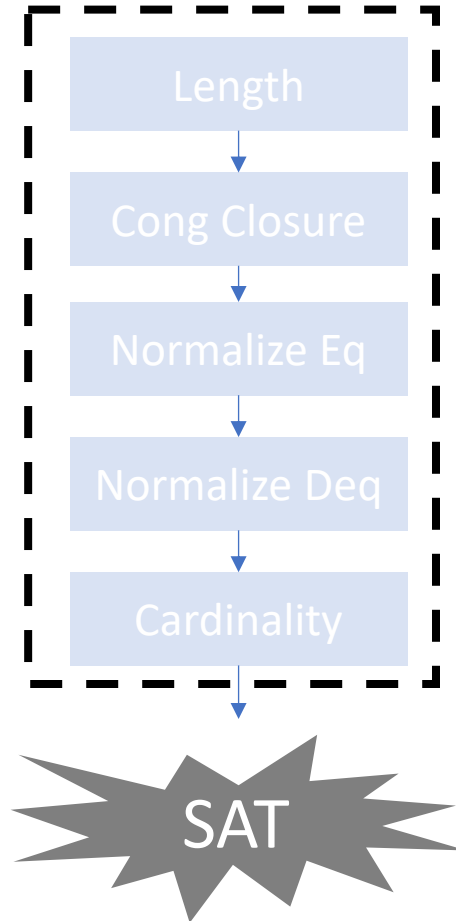 Length
Cong Closure
Normalize Eq
Normalize Deq
Cardinality
SAT